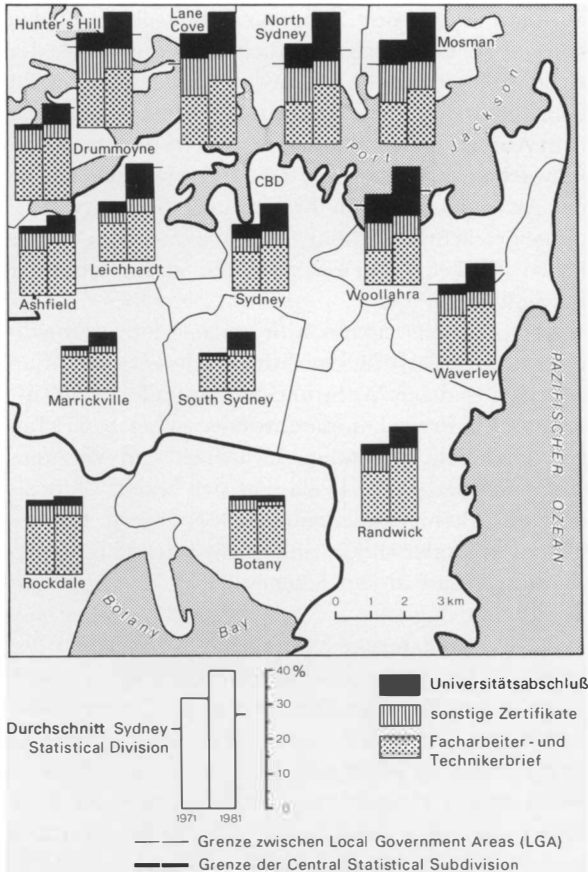 Hunter's Hill
Lane
Cove
North
Sydney
Mosman
Drummoyne
Port Jackson
CBD
Leichhardt
Ashfield
Sydney
Woollahra
Waverley
Marrickville
South Sydney
PAZIFISCHER OZEAN
Randwick
Rockdale
Botany
0 1 2 3 km
Botany Bay
40 %
30
20
10
0
Durchschnitt Sydney
Statistical Division
1971 1981
Universitätsabschluß
sonstige Zertifikate
Facharbeiter- und
Technikerbrief
Grenze zwischen Local Government Areas (LGA)
Grenze der Central Statistical Subdivision